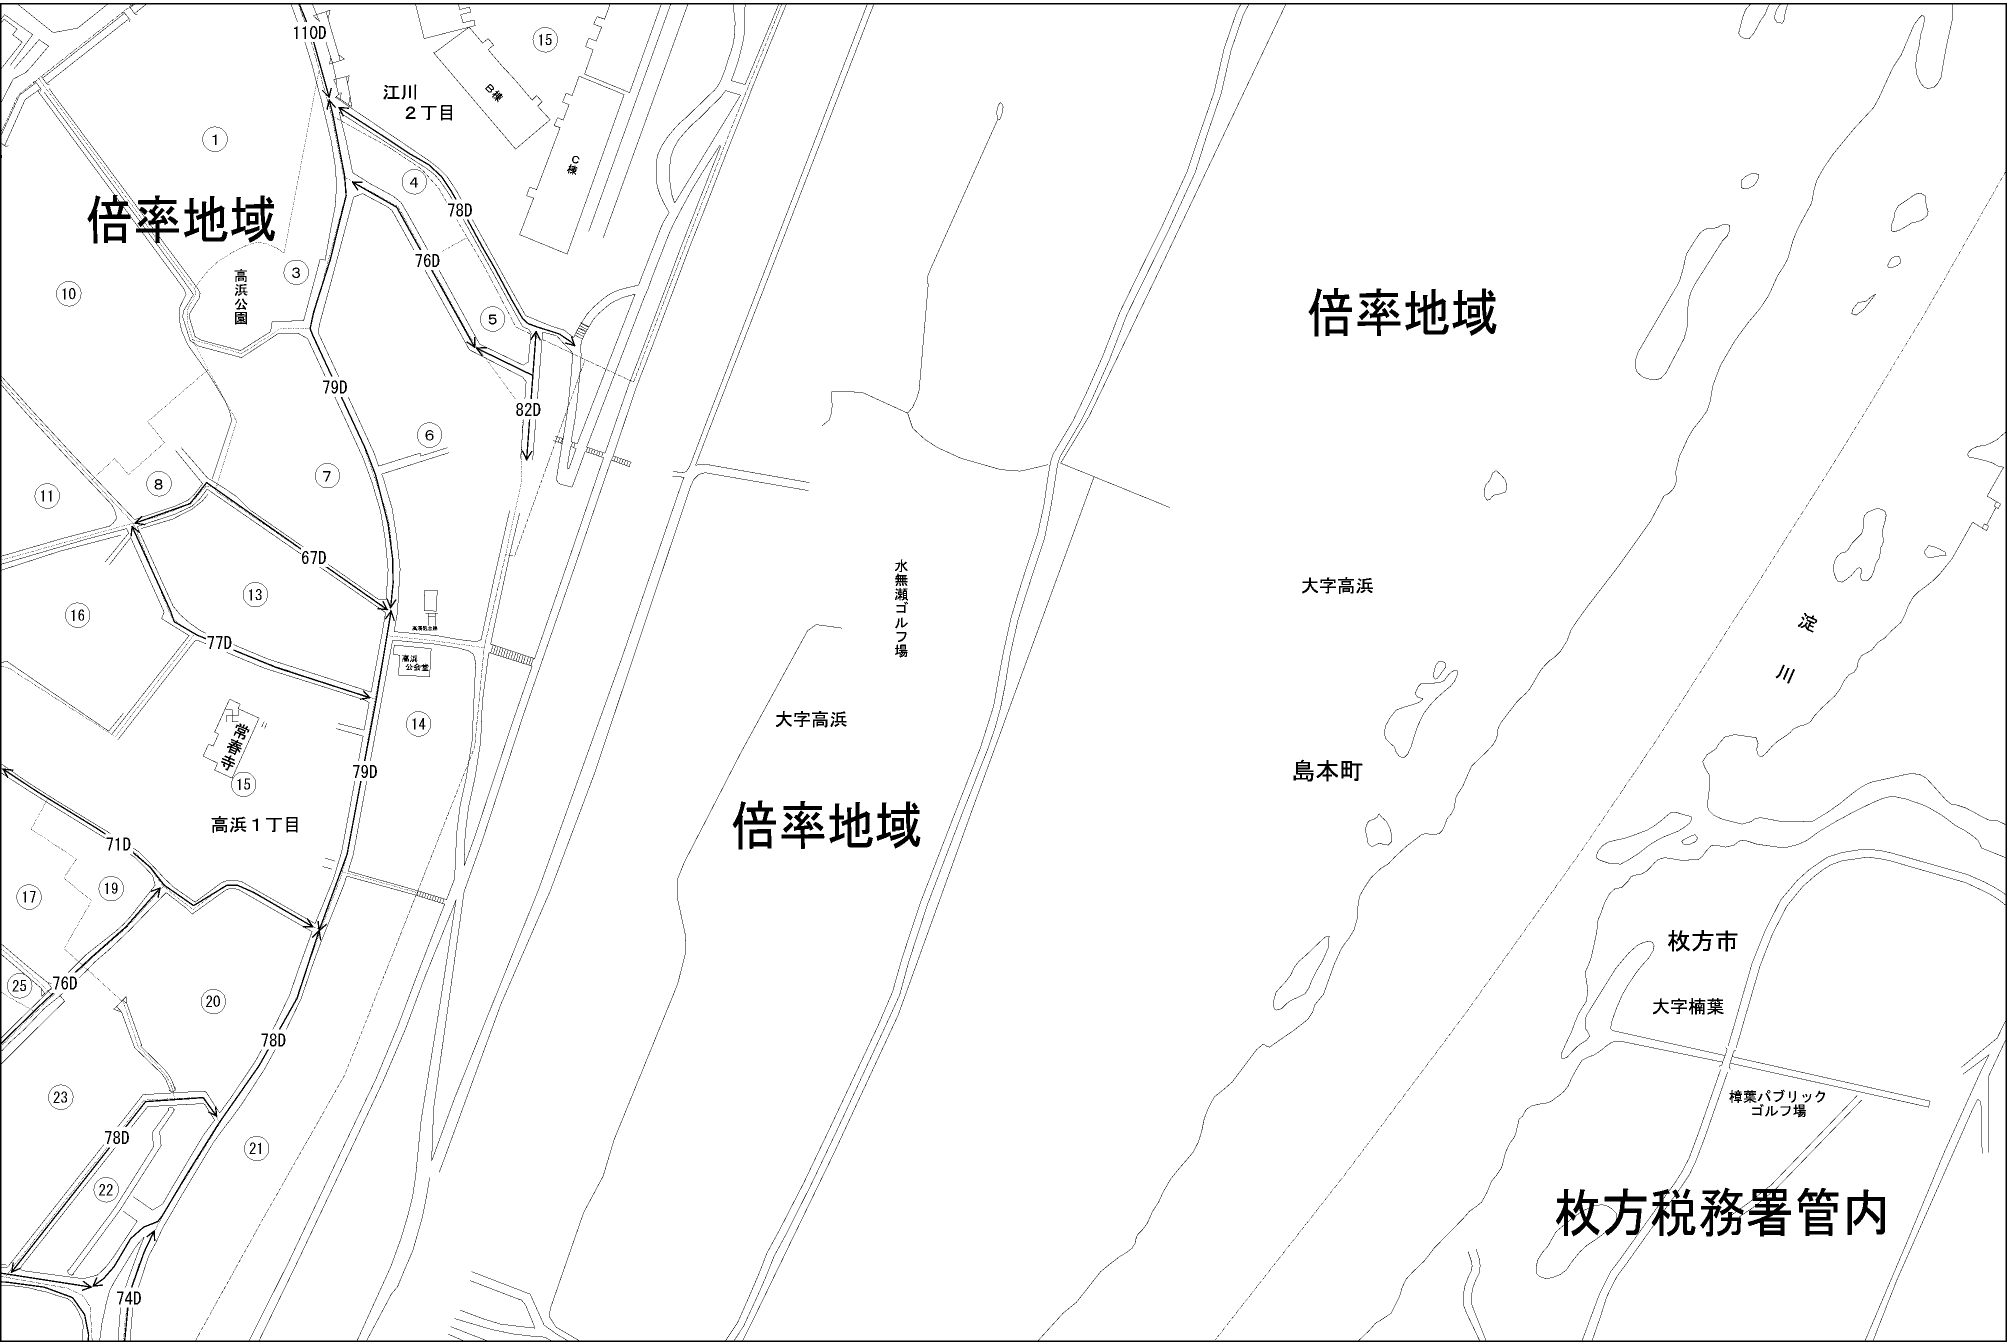 110D
15
江川
２丁目
B棟
C棟
1
4
78D
倍率地域
76D
3
高浜公園
10
5
倍率地域
79D
82D
6
7
8
11
67D
水無瀬ゴルフ場
大字高浜
13
16
淀川
77D
高浜
公会堂
大字高浜
14
常春寺
79D
島本町
15
高浜１丁目
倍率地域
71D
19
17
枚方市
76D
25
20
大字楠葉
78D
23
樟葉パブリック
ゴルフ場
78D
21
22
枚方税務署管内
74D